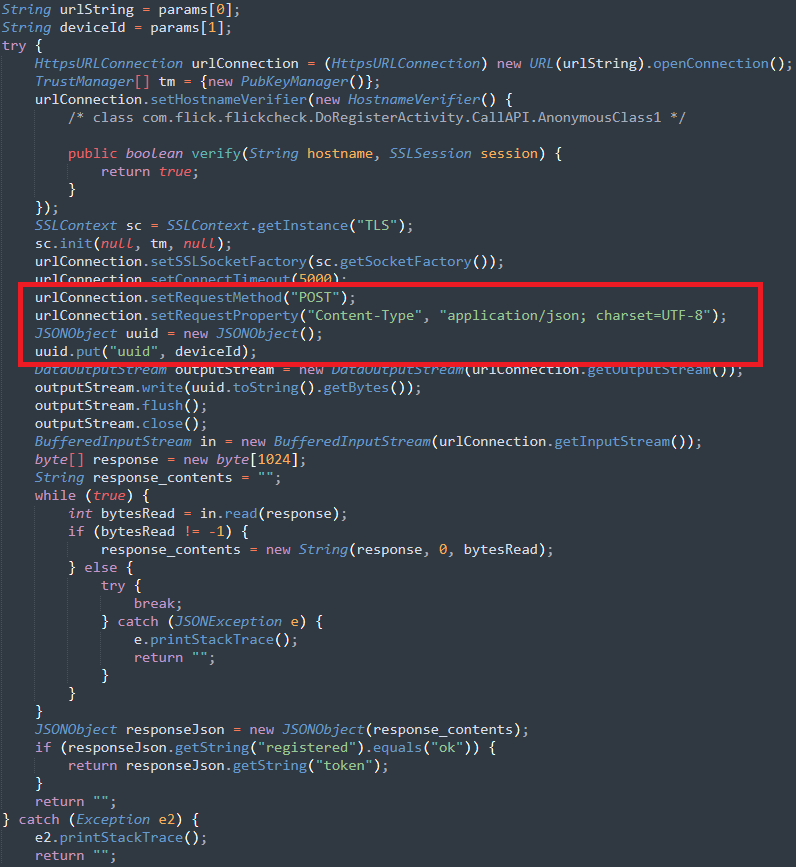 String urlString = params[0];
String deviceId = params[1];
try {
HttpsURLConnection urlConnection = (HttpsURLConnection) new URL(urlString).openConnection();
TrustManager[] tm = {new PubKeyManager()};
urlConnection.setHostnameVerifier(new HostnameVerifier() {
/* class com.flick.flickcheck.DoRegisterActivity.CallAPI.AnonymousClass1 */
public boolean verify(String hostname, SSLSession session) {
return true;
}
});
SSLContext sc = SSLContext.getInstance("TLS");
sc.init(null, tm, null);
urlConnection.setSSLSocketFactory(sc.getSocketFactory());
urlConnection.setConnectTimeout(5000);
urlConnection.setRequestMethod("POST");
urlConnection.setRequestProperty("Content-Type", "application/json; charset=UTF-8");
JSONObject uuid = new JSONObject();
uuid.put("uuid", deviceId);
DataOutputStream outputStream = new DataOutputStream(urlConnection.getOutputStream());
outputStream.write(uuid.toString().getBytes());
outputStream.flush();
outputStream.close();
BufferedInputStream in = new BufferedInputStream(urlConnection.getInputStream());
byte[] response = new byte[1024];
String response_contents = "";
while (true) {
int bytesRead = in.read(response);
if (bytesRead != -1) {
response_contents = new String(response, 0, bytesRead);
} else {
try {
break;
} catch (JSONException e) {
e.printStackTrace();
return "";
}
}
}
JSONObject responseJson = new JSONObject(response_contents);
if (responseJson.getString("registered").equals("ok")) {
return responseJson.getString("token");
}
return "";
} catch (Exception e2) {
e2.printStackTrace();
return "";